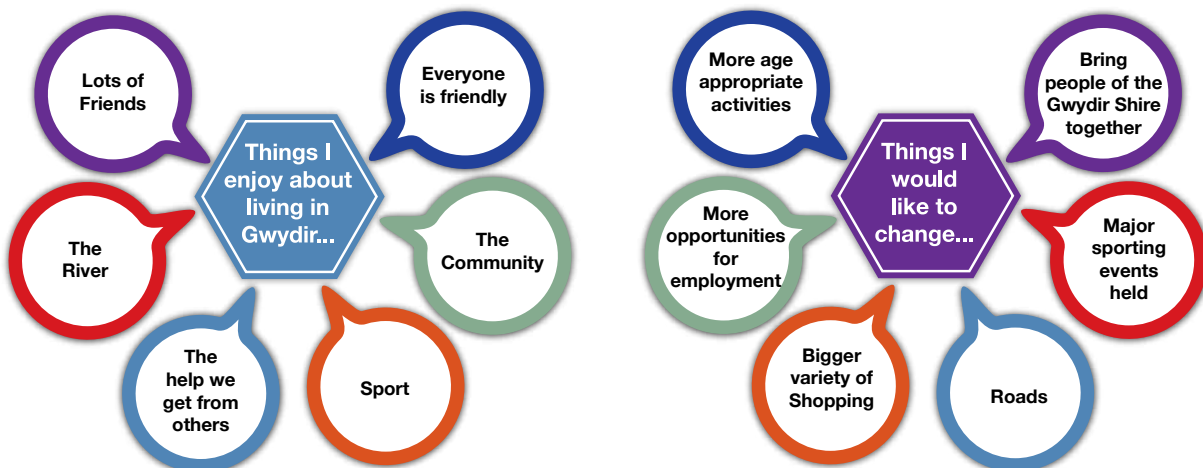 Lots of
Friends
Everyone
is friendly
Things I
enjoy about
living in
Gwydir...
The
River
The
Community
The
help we
get from
others
Sport
More age
appropriate
activities
Bring
people of the
Gwydir Shire
together
Things I
would
like to
change...
More
opportunities
for
employment
Major
sporting
events
held
Bigger
variety of
Shopping
Roads